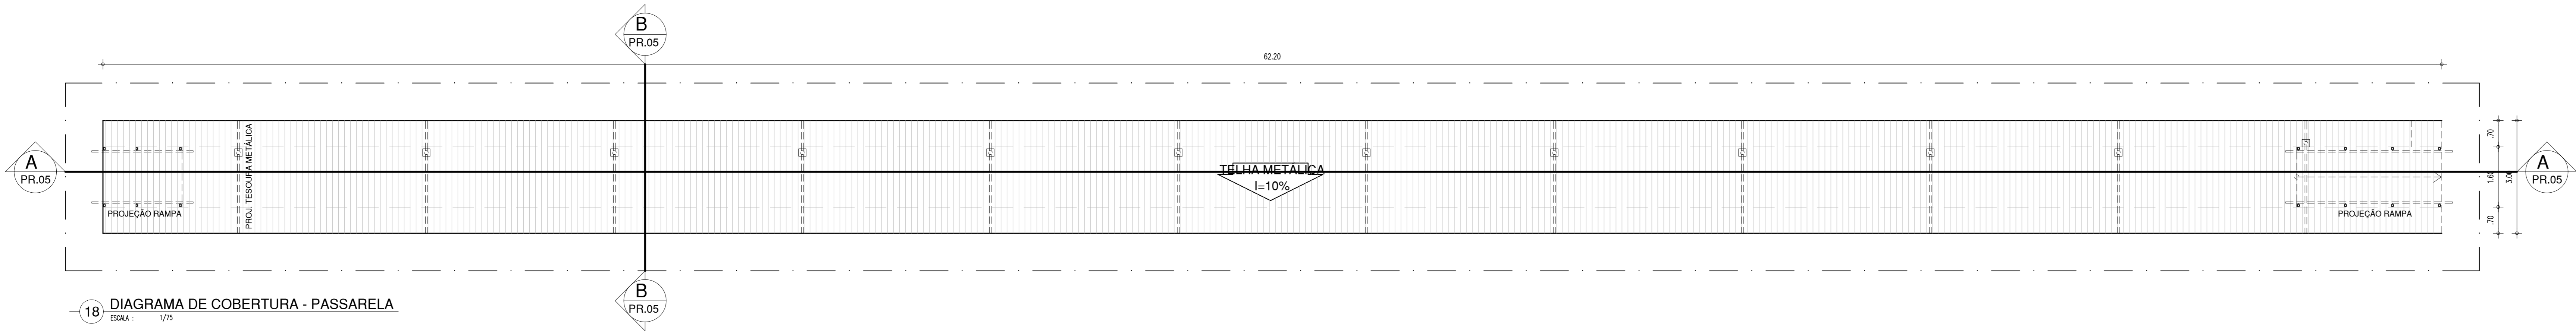 B
PR.05
62.20
A
PR.05
PROJEÇÃO RAMPA
PROJ. TESOURA METÁLICA
TELHA METÁLICA
I=10%
PROJEÇÃO RAMPA
.70
1.60
.70
3.00
A
PR.05
B
PR.05
18
DIAGRAMA DE COBERTURA - PASSARELA
ESCALA : 1/75